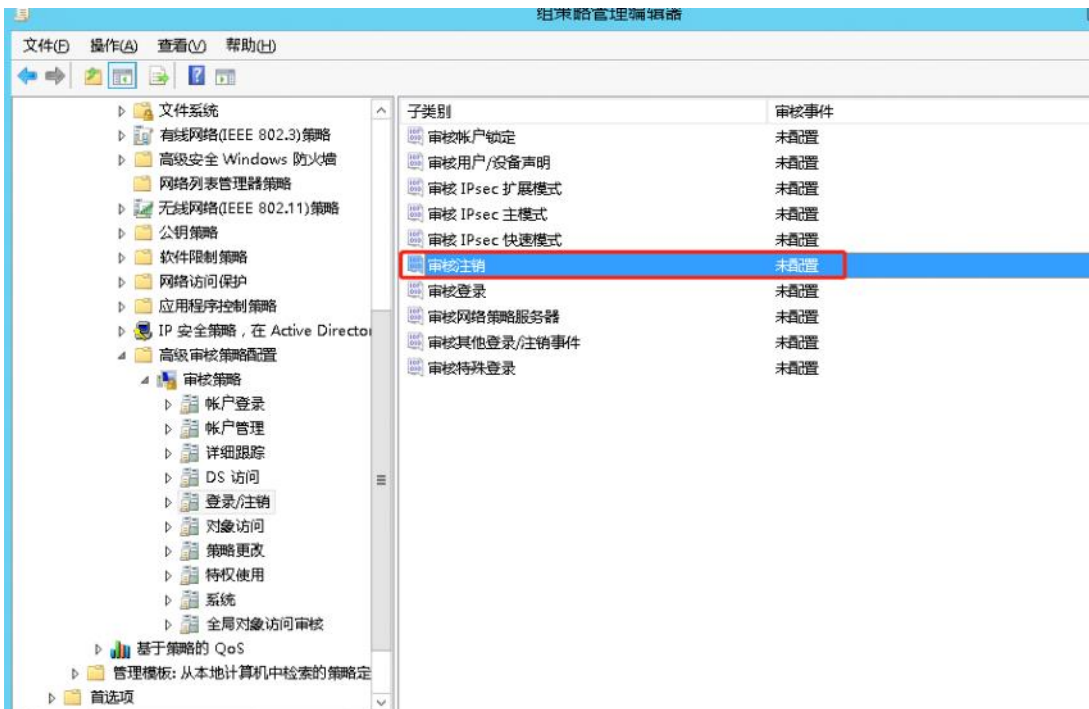 组策略管理编辑器
文件(F) 操作(A) 查看(V) 帮助(H)
文件系统
有线网络(IEEE 802.3)策略
高级安全 Windows 防火墙
网络列表管理器策略
无线网络(IEEE 802.11)策略
公钥策略
软件限制策略
网络访问保护
应用程序控制策略
IP 安全策略，在 Active Director
高级审核策略配置
审核策略
帐户登录
帐户管理
详细跟踪
DS 访问
登录/注销
对象访问
策略更改
特权使用
系统
全局对象访问审核
基于策略的 QoS
管理模板: 从本地计算机中检索的策略定
首选项
子类别 审核事件
审核帐户锁定 未配置
审核用户/设备声明 未配置
审核 IPsec 扩展模式 未配置
审核 IPsec 主模式 未配置
审核 IPsec 快速模式 未配置
审核注销 未配置
审核登录 未配置
审核网络策略服务器 未配置
审核其他登录/注销事件 未配置
审核特殊登录 未配置